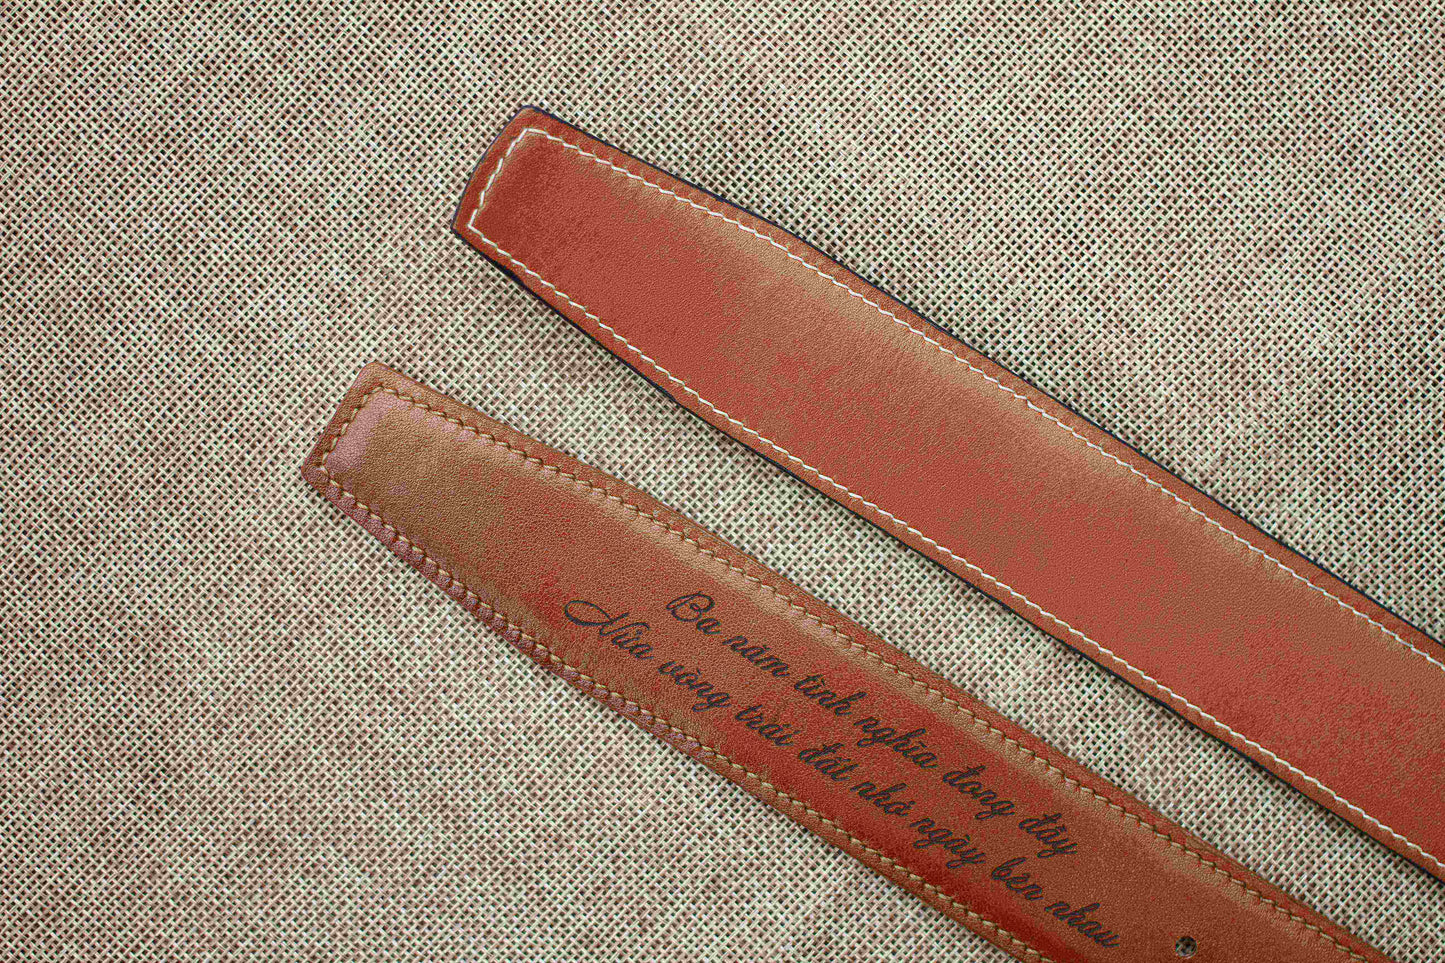 Ba năm tình nghĩa đong đầy
Nửa vòng trái đất nhớ ngày bên nhau